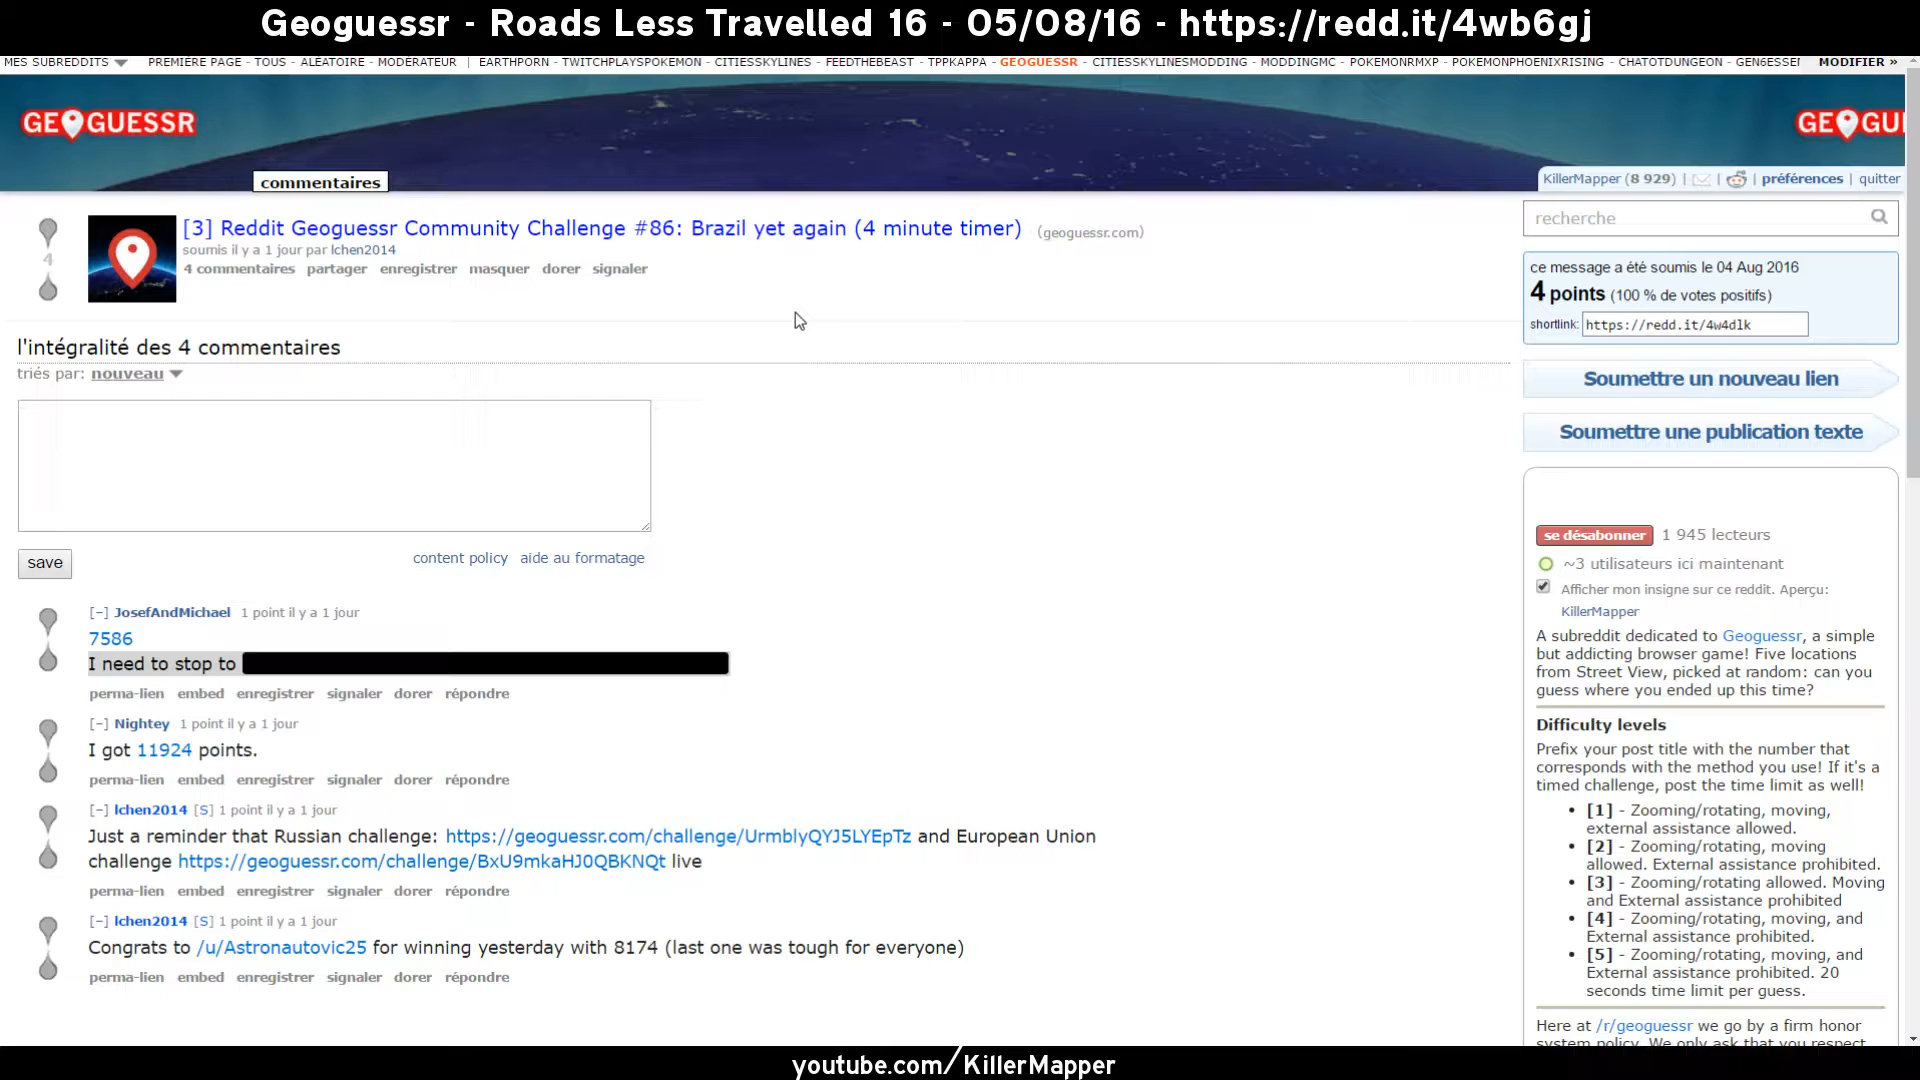 Geoguessr - Roads Less Travelled 16 - 05/08/16 - https://redd.it/4wb6gj
MES SUBREDDITS PREMIÈRE PAGE - TOUS - ALÉATOIRE - MODÉRATEUR | EARTHPORN - TWITCHPLAYSPOKEMON - CITIESSKYLINES - FEEDTHEBEAST - TPPKAPPA - GEOGUESSR - CITIESSKYLINESMODDING - MODDINGMC - POKEMONRMXP - POKEMONPHOENIXRISING - CHATOTDUNGEON - GEN6ESSEN MODIFIER »
GEOGUESSR
GEOGU
commentaires
KillerMapper (8 929) | | | préférences | quitter
[3] Reddit Geoguessr Community Challenge #86: Brazil yet again (4 minute timer) (geoguessr.com)
soumis il y a 1 jour par lchen2014
4
4 commentaires partager enregistrer masquer dorer signaler
l'intégralité des 4 commentaires
triés par: nouveau
save
content policy aide au formatage
[–] JosefAndMichael 1 point il y a 1 jour
7586
I need to stop to
perma-lien embed enregistrer signaler dorer répondre
[–] Nightey 1 point il y a 1 jour
I got 11924 points.
perma-lien embed enregistrer signaler dorer répondre
[–] lchen2014 [S] 1 point il y a 1 jour
Just a reminder that Russian challenge: https://geoguessr.com/challenge/UrmblyQYJ5LYEpTz and European Union
challenge https://geoguessr.com/challenge/BxU9mkaHJ0QBKNQt live
perma-lien embed enregistrer signaler dorer répondre
[–] lchen2014 [S] 1 point il y a 1 jour
Congrats to /u/Astronautovic25 for winning yesterday with 8174 (last one was tough for everyone)
perma-lien embed enregistrer signaler dorer répondre
recherche
ce message a été soumis le 04 Aug 2016
4 points (100 % de votes positifs)
shortlink: https://redd.it/4w4dlk
Soumettre un nouveau lien
Soumettre une publication texte
se désabonner 1 945 lecteurs
~3 utilisateurs ici maintenant
Afficher mon insigne sur ce reddit. Aperçu:
KillerMapper
A subreddit dedicated to Geoguessr, a simple
but addicting browser game! Five locations
from Street View, picked at random: can you
guess where you ended up this time?
Difficulty levels
Prefix your post title with the number that
corresponds with the method you use! If it's a
timed challenge, post the time limit as well!
• [1] - Zooming/rotating, moving,
external assistance allowed.
• [2] - Zooming/rotating, moving
allowed. External assistance prohibited.
• [3] - Zooming/rotating allowed. Moving
and External assistance prohibited
• [4] - Zooming/rotating, moving, and
External assistance prohibited.
• [5] - Zooming/rotating, moving, and
External assistance prohibited. 20
seconds time limit per guess.
Here at /r/geoguessr we go by a firm honor
system policy. We only ask that you respect
youtube.com/KillerMapper